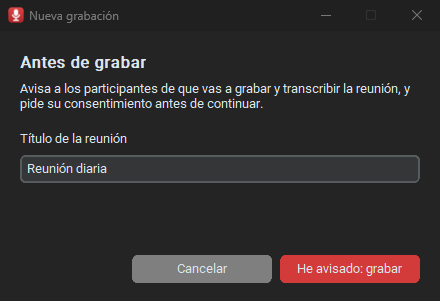 Nueva grabación
Antes de grabar
Avisa a los participantes de que vas a grabar y transcribir la reunión, y
pide su consentimiento antes de continuar.
Título de la reunión
Reunión diaria
Cancelar
He avisado: grabar